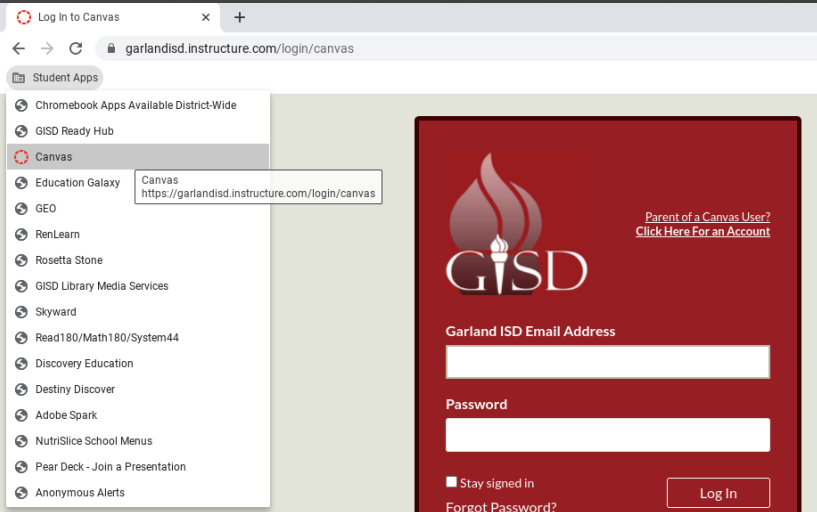 Log In to Canvas
garlandisd.instructure.com/login/canvas
Student Apps
Chromebook Apps Available District-Wide
GISD Ready Hub
Canvas
Education Galaxy
GEO
RenLearn
Rosetta Stone
GISD Library Media Services
Skyward
Read180/Math180/System44
Discovery Education
Destiny Discover
Adobe Spark
NutriSlice School Menus
Pear Deck - Join a Presentation
Anonymous Alerts
Canvas
https://garlandisd.instructure.com/login/canvas
GISD
Parent of a Canvas User?
Click Here For an Account
Garland ISD Email Address
Password
Stay signed in
Log In
Forgot Password?